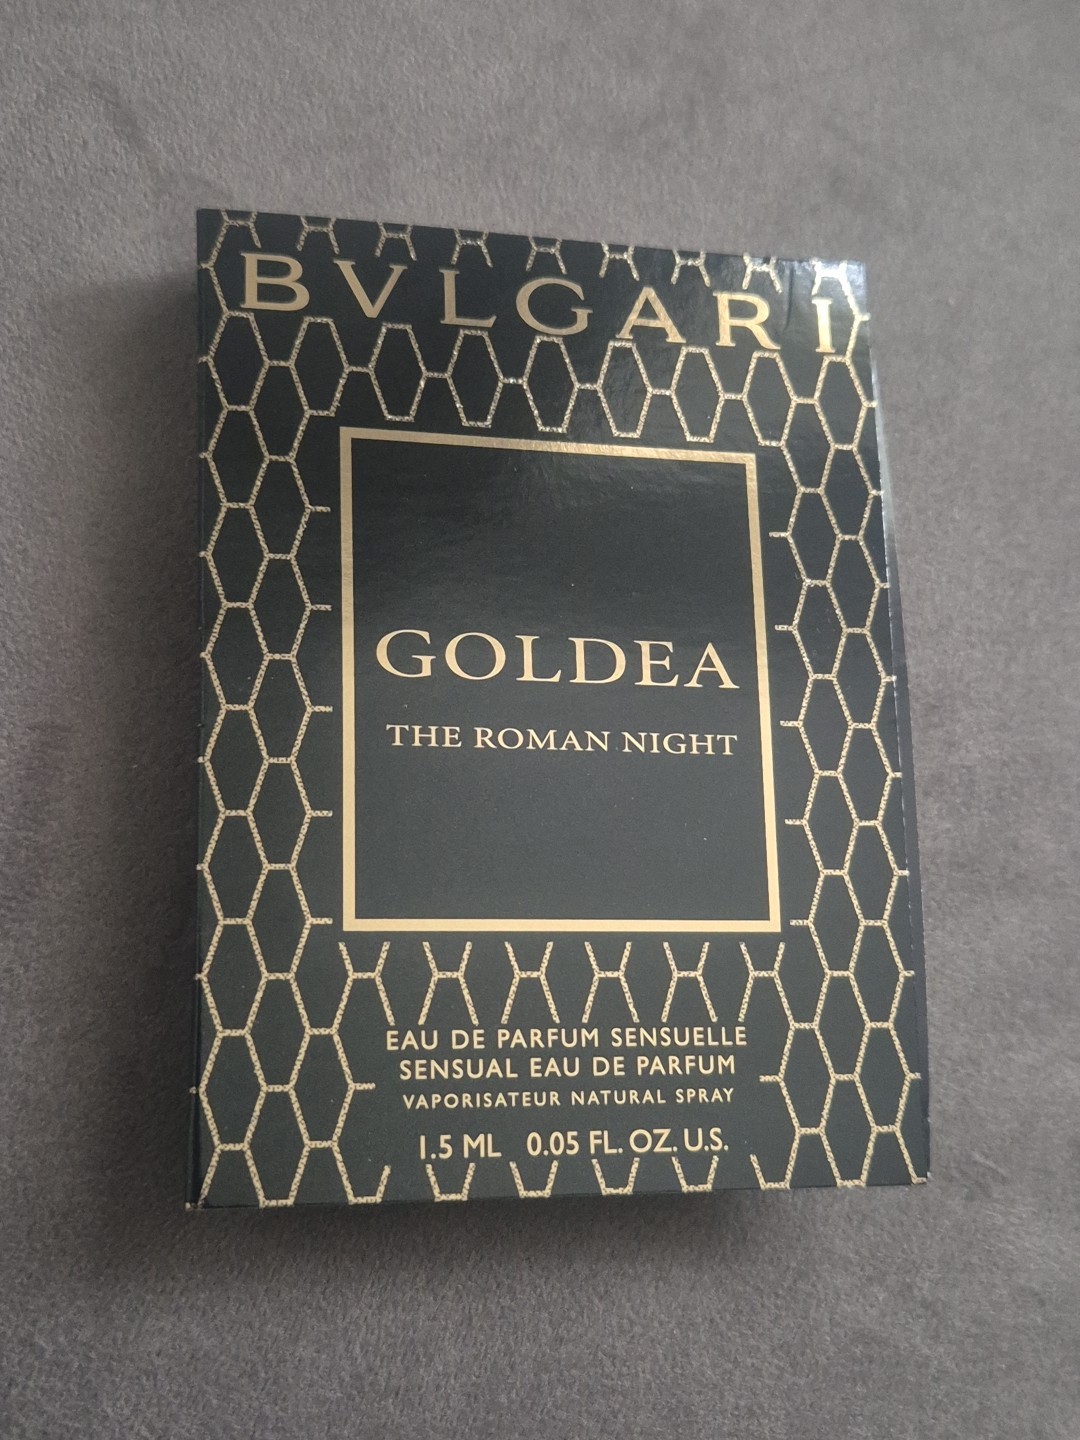 BVLGARI
GOLDEA
THE ROMAN NIGHT
EAU DE PARFUM SENSUELLE
SENSUAL EAU DE PARFUM
VAPORISATEUR NATURAL SPRAY
1.5 ML 0.05 FL. OZ. U.S.